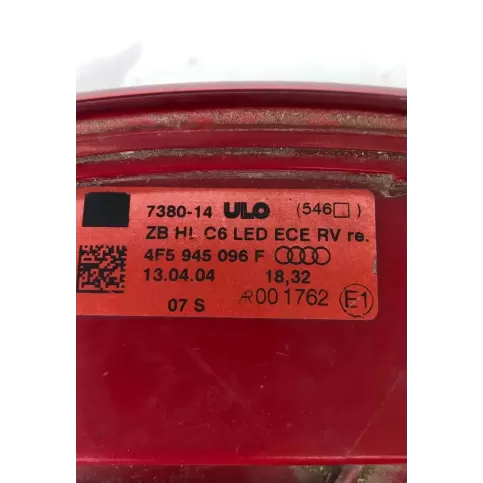 7380-14 ULO (546□)
ZB HL C6 LED ECE RV re.
4F5 945 096 F
13.04.04 18,32
07 S R 001762 E1